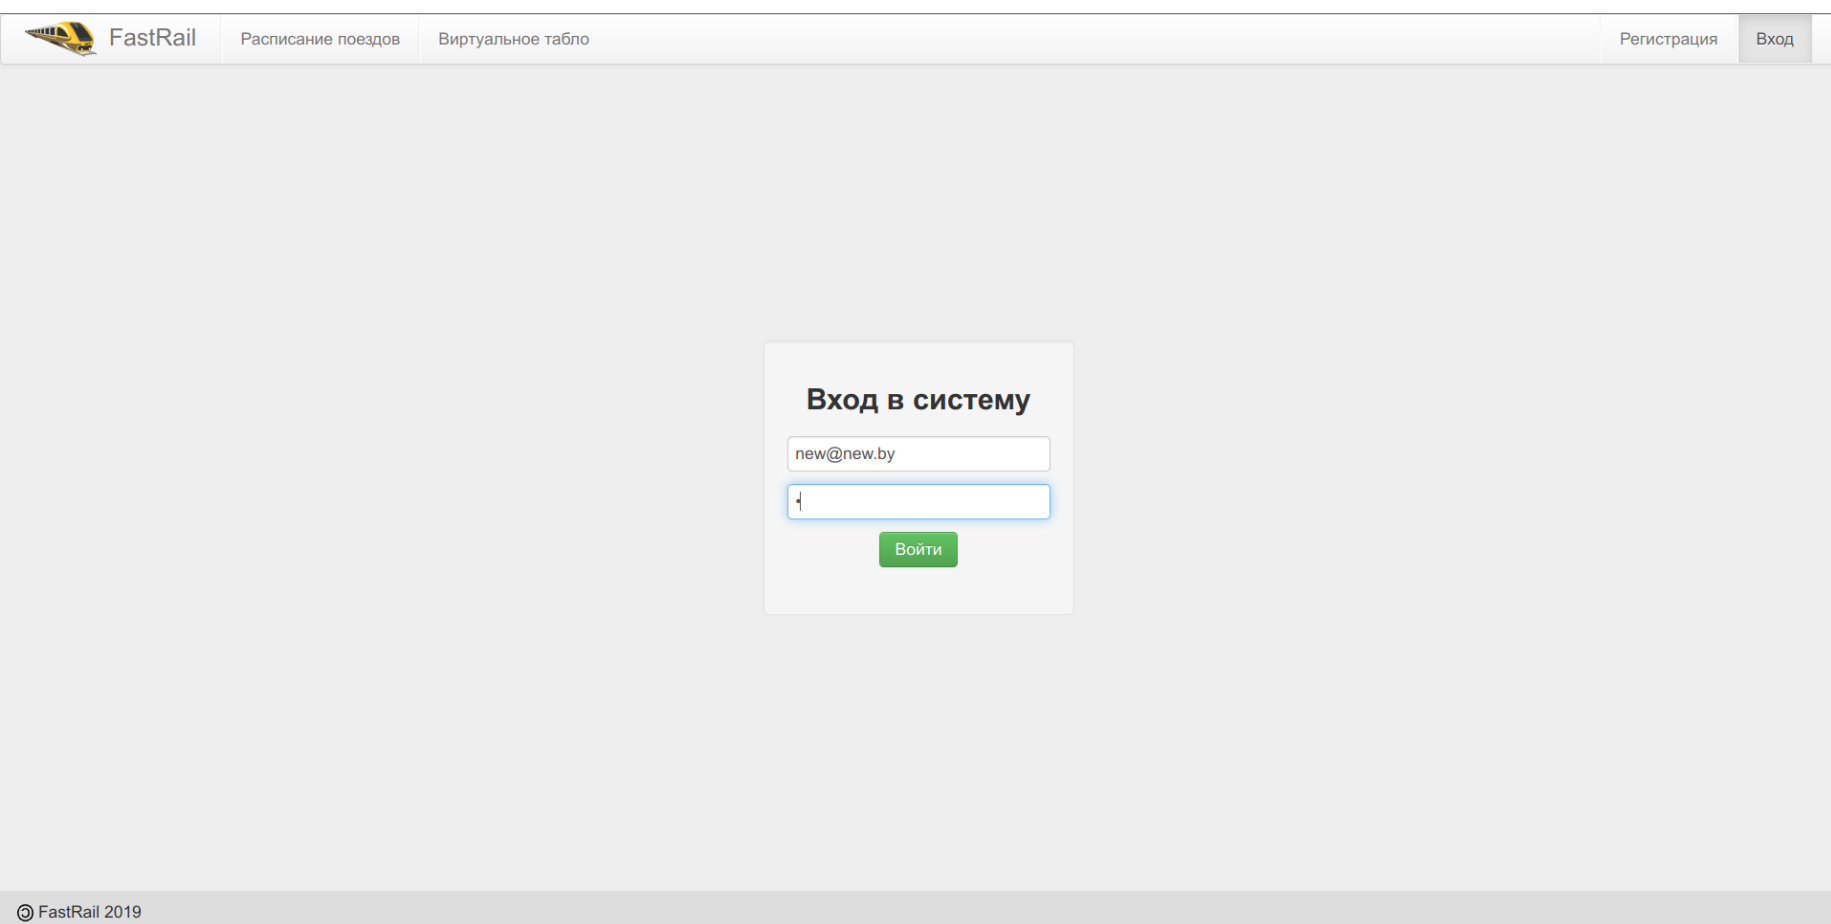 FastRail Расписание поездов Виртуальное табло Регистрация Вход
Вход в систему
new@new.by
•
Войти
🄯 FastRail 2019